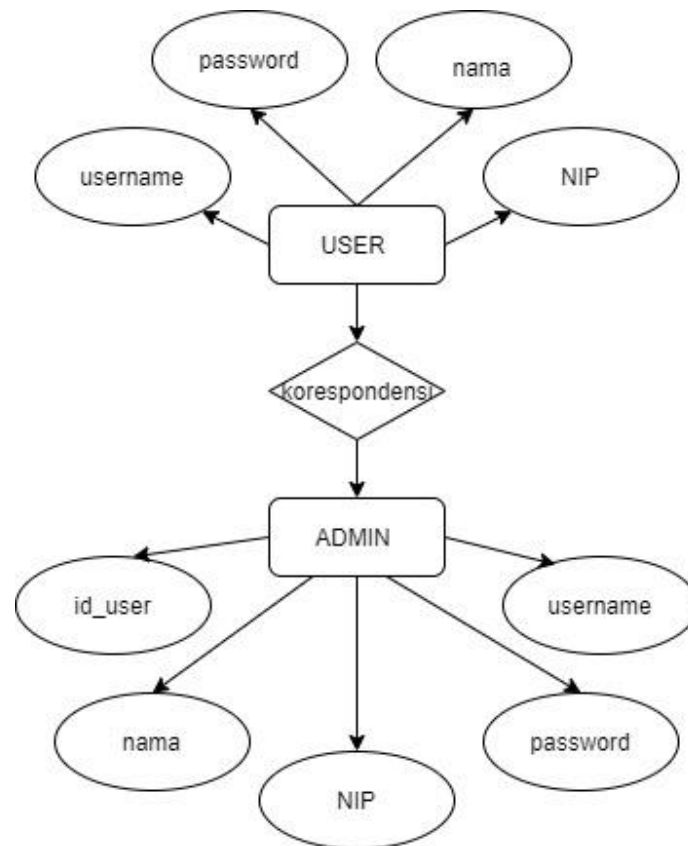 password
nama
username
NIP
USER
korespondensi
ADMIN
id_user
username
nama
password
NIP